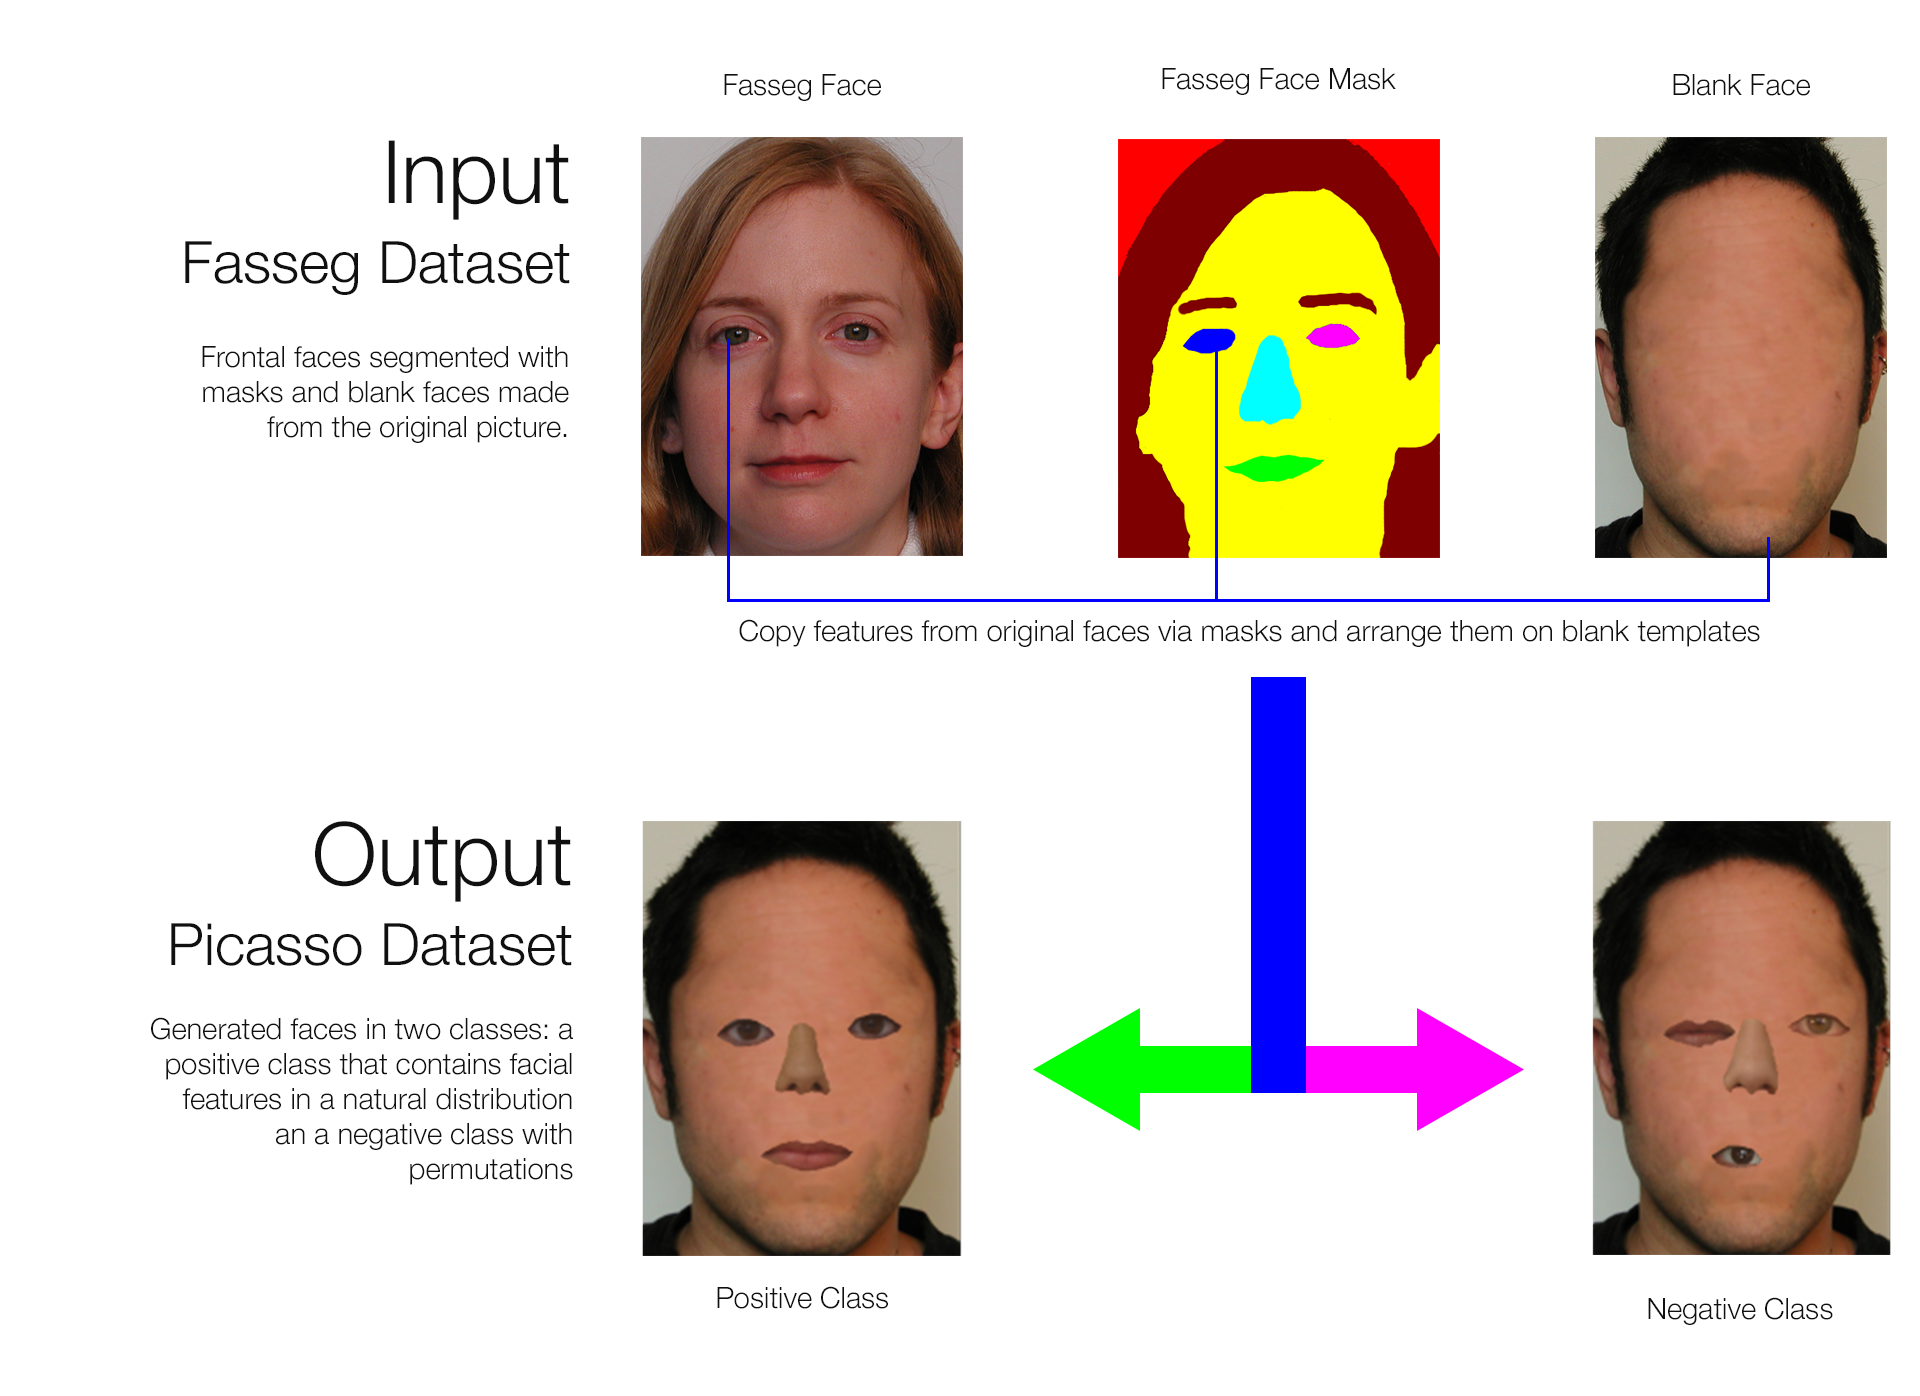 Fasseg Face
Fasseg Face Mask
Blank Face
Input
Fasseg Dataset
Frontal faces segmented with
masks and blank faces made
from the original picture.
Copy features from original faces via masks and arrange them on blank templates
Output
Picasso Dataset
Generated faces in two classes: a
positive class that contains facial
features in a natural distribution
an a negative class with
permutations
Positive Class
Negative Class